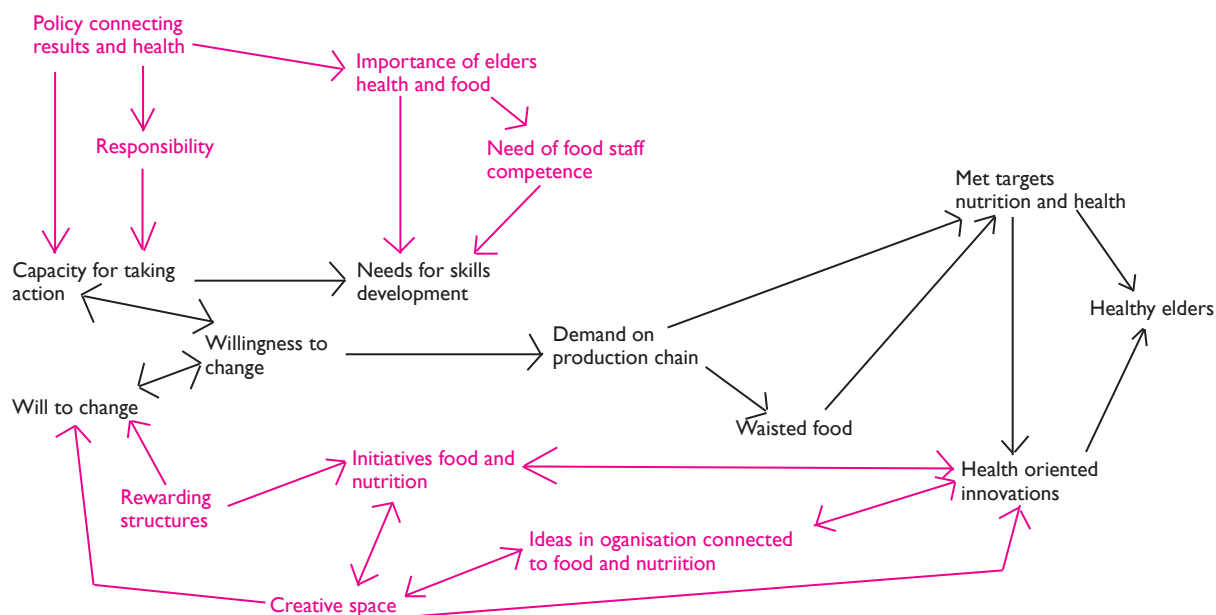 Policy connecting
results and health
Importance of elders
health and food
Responsibility
Need of food staff
competence
Met targets
nutrition and health
Capacity for taking
action
Needs for skills
development
Healthy elders
Willingness to
change
Demand on
production chain
Will to change
Waisted food
Initiatives food and
nutrition
Health oriented
innovations
Rewarding
structures
Ideas in oganisation connected
to food and nutriition
Creative space